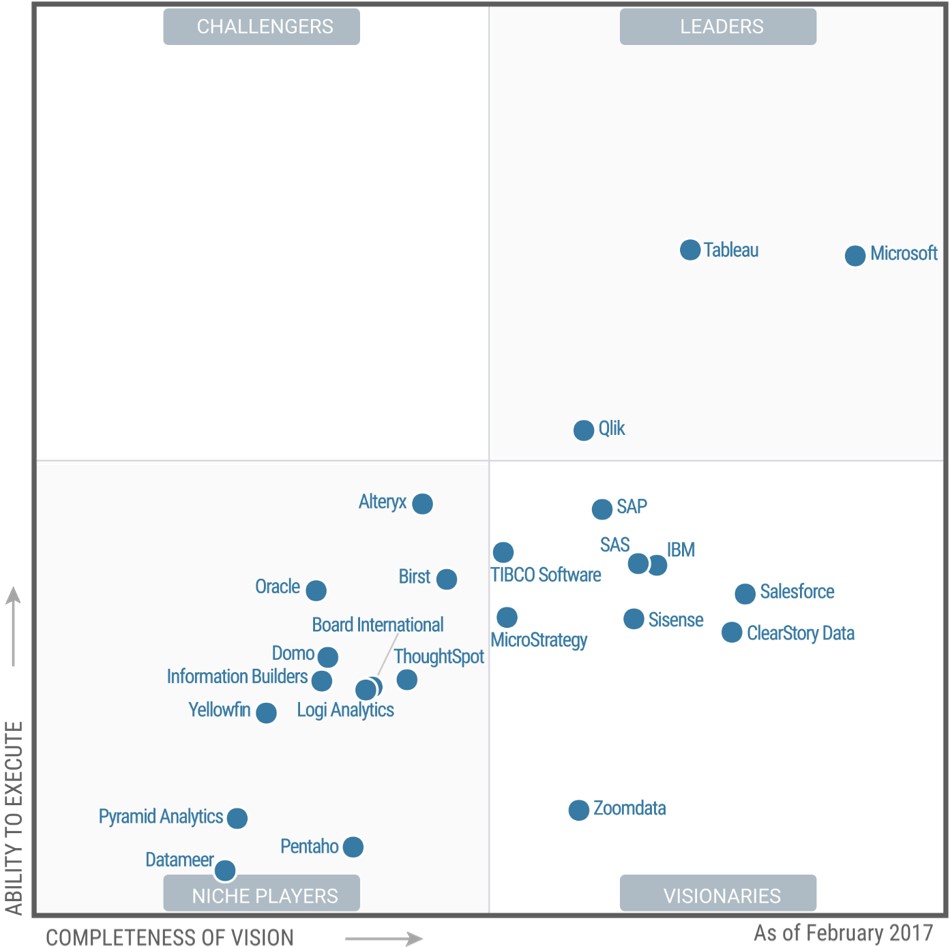 CHALLENGERS
LEADERS
Tableau
Microsoft
Qlik
Alteryx
SAP
SAS
IBM
TIBCO Software
Birst
Oracle
Salesforce
Board International
Sisense
MicroStrategy
ClearStory Data
Domo
ThoughtSpot
Information Builders
Yellowfin
Logi Analytics
Zoomdata
Pyramid Analytics
Pentaho
Datameer
NICHE PLAYERS
VISIONARIES
ABILITY TO EXECUTE
COMPLETENESS OF VISION
As of February 2017